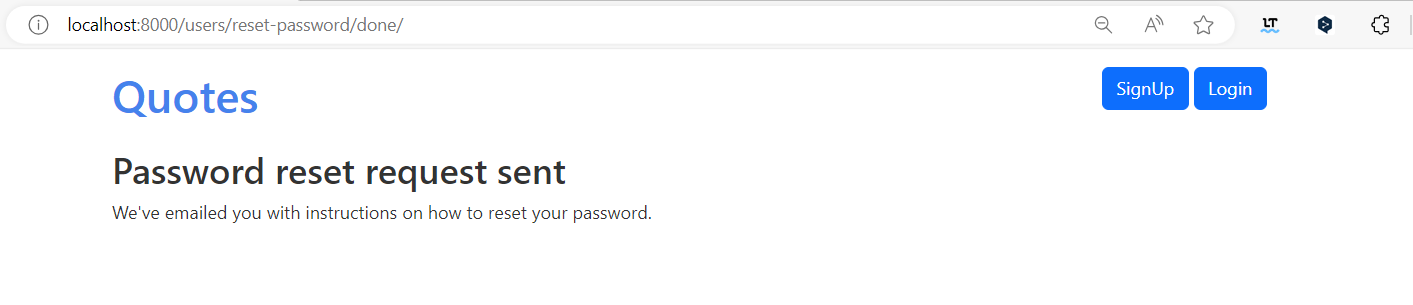 localhost:8000/users/reset-password/done/
A
LT
Quotes
SignUp Login
Password reset request sent
We've emailed you with instructions on how to reset your password.